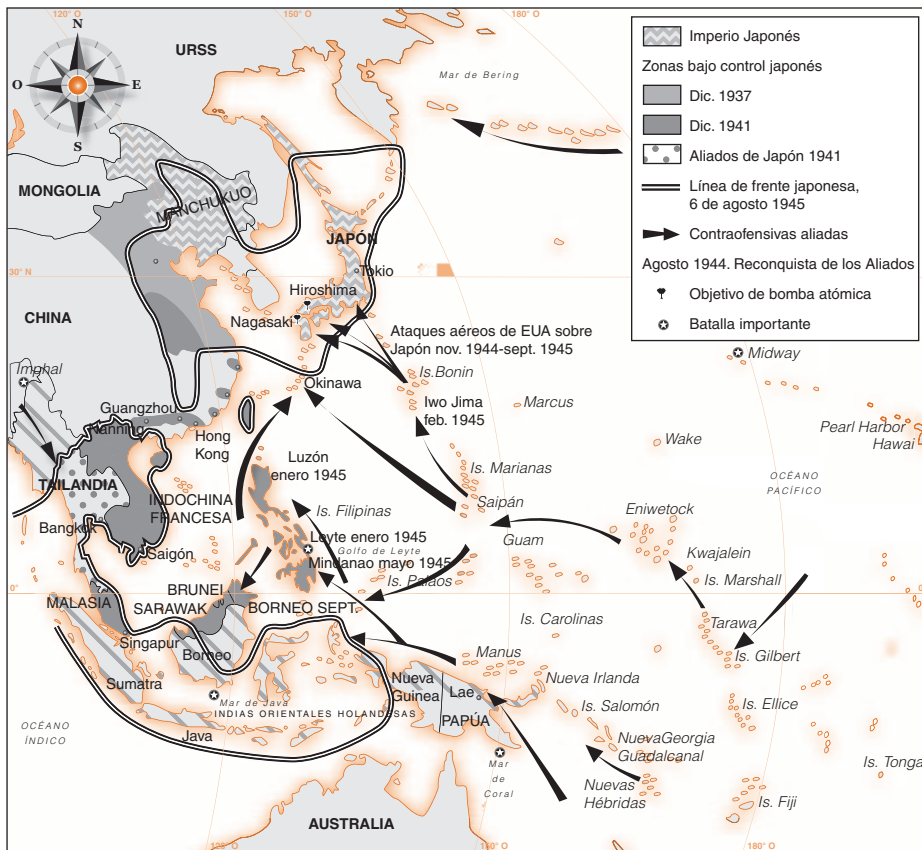 120° O
150° O
180° O
N
O
E
S
URSS
Mar de Bering
MONGOLIA
MANCHUKUO
JAPÓN
Tokio
30° N
Hiroshima
Nagasaki
CHINA
Ataques aéreos de EUA sobre
Japón nov. 1944-sept. 1945
Is.Bonin
Midway
Imphal
Okinawa
Iwo Jima
feb. 1945
Marcus
Guangzhou
Nanning
Hong
Kong
Pearl Harbor
Hawai
Wake
Luzón
enero 1945
Is. Marianas
OCÉANO
PACÍFICO
TAILANDIA
INDOCHINA
FRANCESA
Saipán
Is. Filipinas
Eniwetock
Bangkok
Leyte enero 1945
Guam
Saigón
Golfo de Leyte
Mindanao mayo 1945
Kwajalein
Is. Palaos
Is. Marshall
0°
BRUNEI
MALASIA
SARAWAK
BORNEO SEPT.
Is. Carolinas
Tarawa
Singapur
Borneo
Manus
Is. Gilbert
Sumatra
Nueva
Guinea
Lae
Nueva Irlanda
Mar de Java
INDIAS ORIENTALES HOLANDESAS
PAPÚA
Is. Salomón
Is. Ellice
OCÉANO
ÍNDICO
Java
NuevaGeorgia
Guadalcanal
Is. Tonga
Mar
de
Coral
Nuevas
Hébridas
Is. Fiji
AUSTRALIA
120° O
150° O
180° O
Imperio Japonés
Zonas bajo control japonés
Dic. 1937
Dic. 1941
Aliados de Japón 1941
Línea de frente japonesa,
6 de agosto 1945
Contraofensivas aliadas
Agosto 1944. Reconquista de los Aliados
Objetivo de bomba atómica
Batalla importante